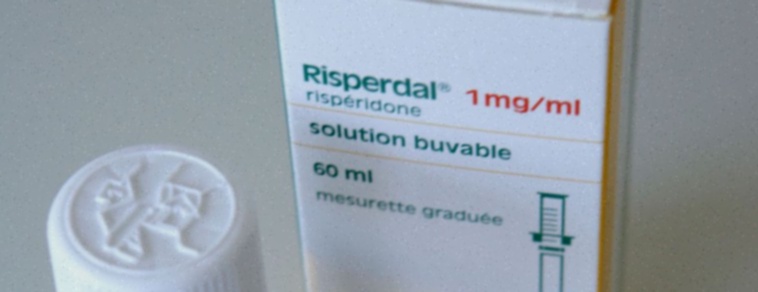 Risperdal® 1mg/ml
rispéridone
solution buvable
60 ml
mesurette graduée